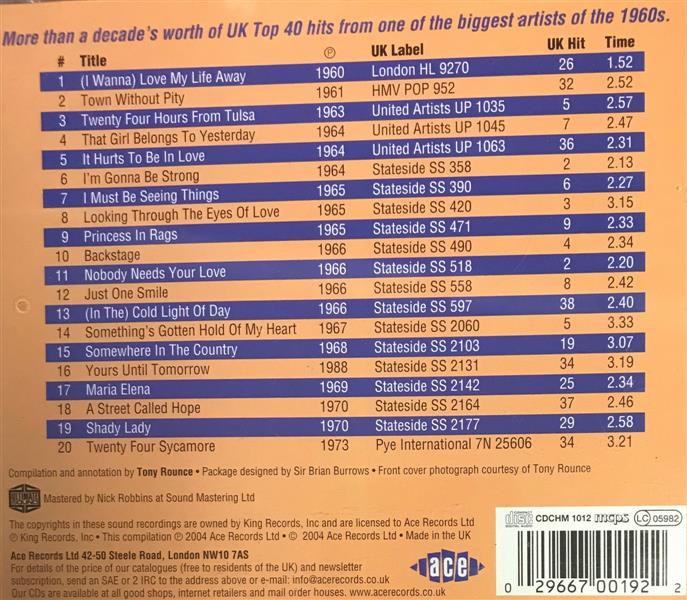 More than a decade's worth of UK Top 40 hits from one of the biggest artists of the 1960s.
# Title ℗ UK Label UK Hit Time
1 (I Wanna) Love My Life Away 1960 London HL 9270 26 1.52
2 Town Without Pity 1961 HMV POP 952 32 2.52
3 Twenty Four Hours From Tulsa 1963 United Artists UP 1035 5 2.57
4 That Girl Belongs To Yesterday 1964 United Artists UP 1045 7 2.47
5 It Hurts To Be In Love 1964 United Artists UP 1063 36 2.31
6 I'm Gonna Be Strong 1964 Stateside SS 358 2 2.13
7 I Must Be Seeing Things 1965 Stateside SS 390 6 2.27
8 Looking Through The Eyes Of Love 1965 Stateside SS 420 3 3.15
9 Princess In Rags 1965 Stateside SS 471 9 2.33
10 Backstage 1966 Stateside SS 490 4 2.34
11 Nobody Needs Your Love 1966 Stateside SS 518 2 2.20
12 Just One Smile 1966 Stateside SS 558 8 2.42
13 (In The) Cold Light Of Day 1966 Stateside SS 597 38 2.40
14 Something's Gotten Hold Of My Heart 1967 Stateside SS 2060 5 3.33
15 Somewhere In The Country 1968 Stateside SS 2103 19 3.07
16 Yours Until Tomorrow 1988 Stateside SS 2131 34 3.19
17 Maria Elena 1969 Stateside SS 2142 25 2.34
18 A Street Called Hope 1970 Stateside SS 2164 37 2.46
19 Shady Lady 1970 Stateside SS 2177 29 2.58
20 Twenty Four Sycamore 1973 Pye International 7N 25606 34 3.21
Compilation and annotation by Tony Rounce • Package designed by Sir Brian Burrows • Front cover photograph courtesy of Tony Rounce
ULTIMATE
Mastered by Nick Robbins at Sound Mastering Ltd
The copyrights in these sound recordings are owned by King Records, Inc and are licensed to Ace Records Ltd
℗ King Records, Inc • This compilation ℗ 2004 Ace Records Ltd • © 2004 Ace Records Ltd • Made in the UK
Ace Records Ltd 42-50 Steele Road, London NW10 7AS
For details of the price of our catalogues (free to residents of the UK) and newsletter
subscription, send an SAE or 2 IRC to the address above or e-mail: info@acerecords.co.uk
Our CDs are available at all good shops, internet retailers and our website www.acerecords.co.uk
ace
disc DIGITAL AUDIO CDCHM 1012 mcps LC 05982
0 29667 00192 2